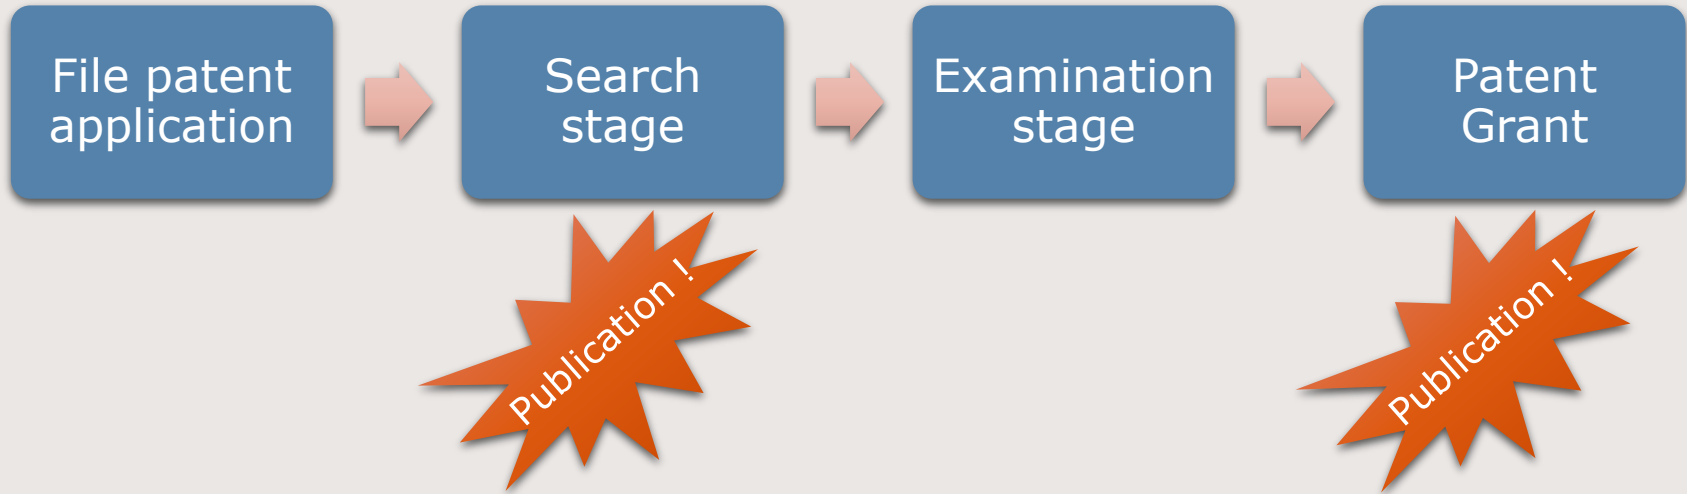 File patent
application
Search
stage
Examination
stage
Patent
Grant
Publication !
Publication !